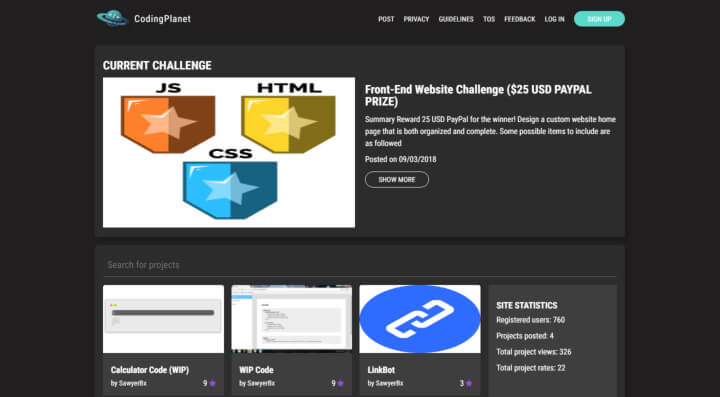 CodingPlanet
POST PRIVACY GUIDELINES TOS FEEDBACK LOG IN SIGN UP
CURRENT CHALLENGE
JS HTML
CSS
Front-End Website Challenge ($25 USD PAYPAL
PRIZE)
Summary Reward 25 USD PayPal for the winner! Design a custom website home
page that is both organized and complete. Some possible items to include are
as followed
Posted on 09/03/2018
SHOW MORE
Search for projects
Calculator Code (WIP)
by SawyerBx
9
WIP Code
by SawyerBx
9
LinkBot
by SawyerBx
3
SITE STATISTICS
Registered users: 760
Projects posted: 4
Total project views: 326
Total project rates: 22